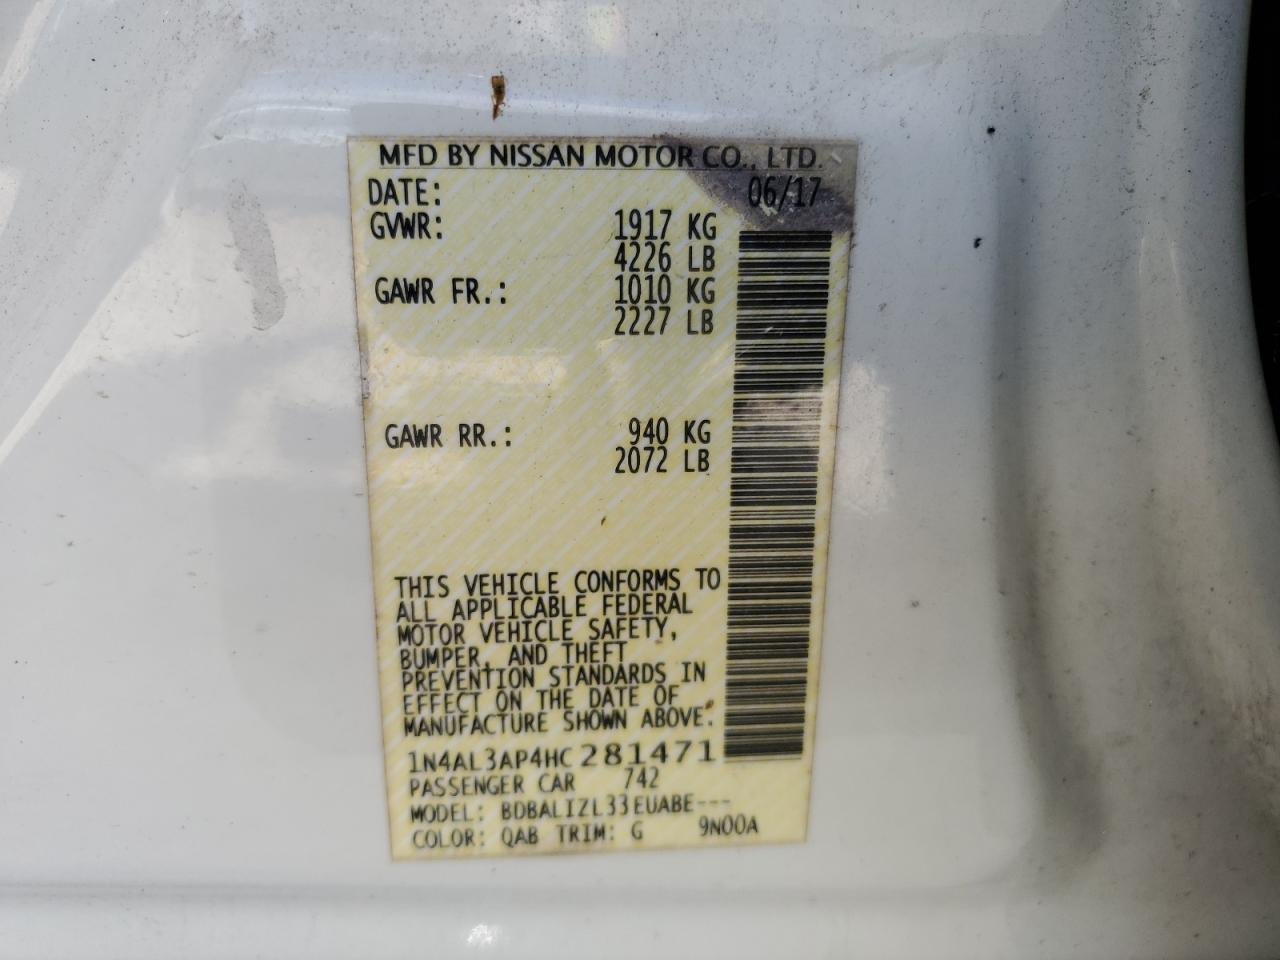 MFD BY NISSAN MOTOR CO., LTD.
DATE: 06/17
GVWR: 1917 KG
4226 LB
GAWR FR.: 1010 KG
2227 LB
GAWR RR.: 940 KG
2072 LB
THIS VEHICLE CONFORMS TO
ALL APPLICABLE FEDERAL
MOTOR VEHICLE SAFETY,
BUMPER, AND THEFT
PREVENTION STANDARDS IN
EFFECT ON THE DATE OF
MANUFACTURE SHOWN ABOVE.
1N4AL3AP4HC281471
PASSENGER CAR 742
MODEL: BDBALIZL33EUABE---
COLOR: QAB TRIM: G 9N00A